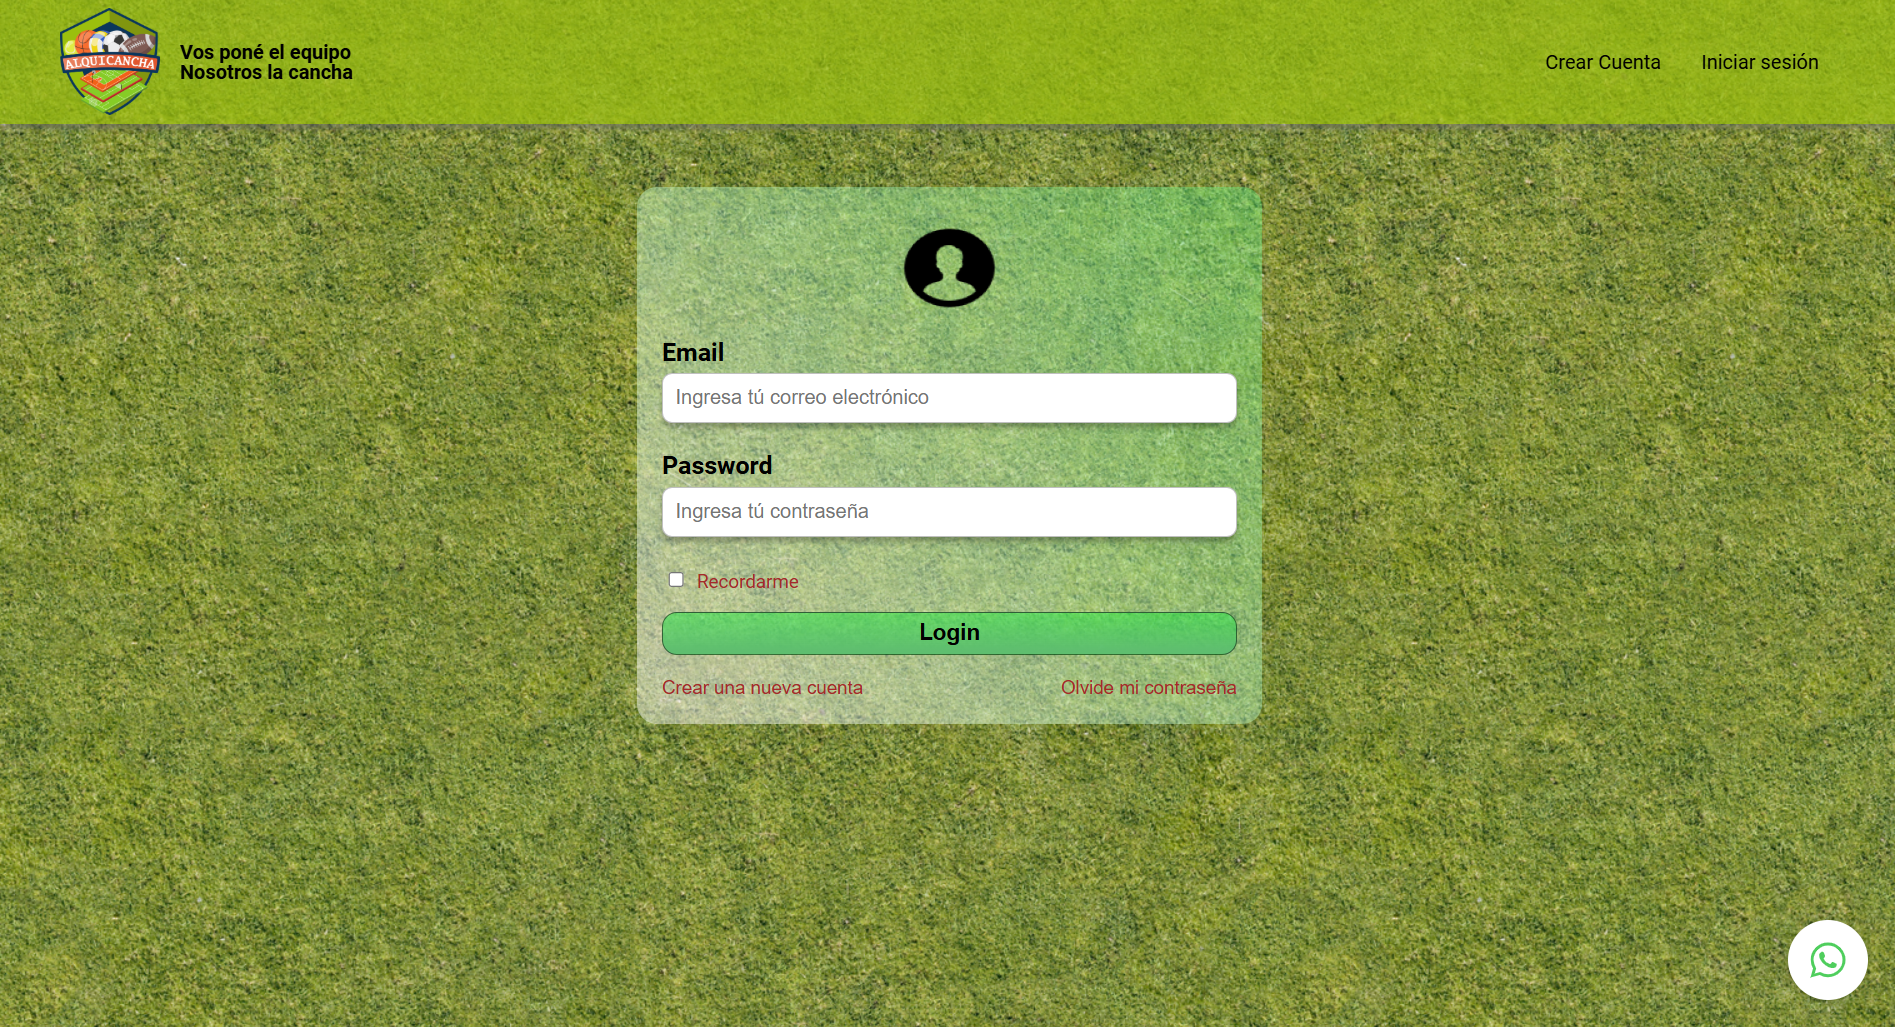 ALQUICANCHA
Vos poné el equipo
Nosotros la cancha
Crear Cuenta
Iniciar sesión
Email
Ingresa tú correo electrónico
Password
Ingresa tú contraseña
Recordarme
Login
Crear una nueva cuenta
Olvide mi contraseña